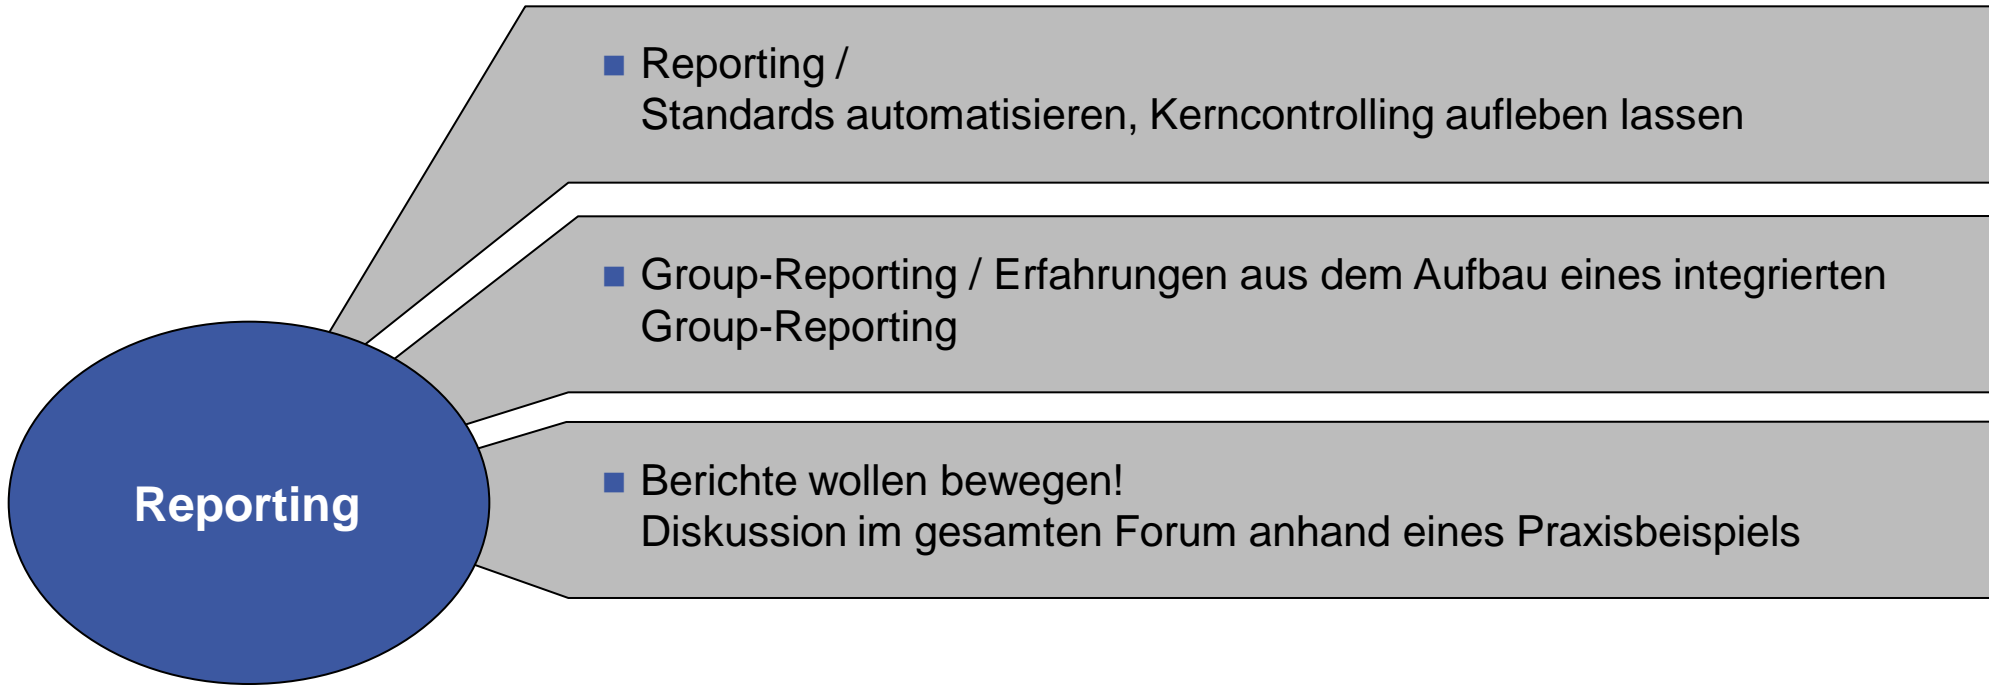 Reporting /
Standards automatisieren, Kerncontrolling aufleben lassen
Group-Reporting / Erfahrungen aus dem Aufbau eines integrierten
Group-Reporting
Berichte wollen bewegen!
Diskussion im gesamten Forum anhand eines Praxisbeispiels
Reporting